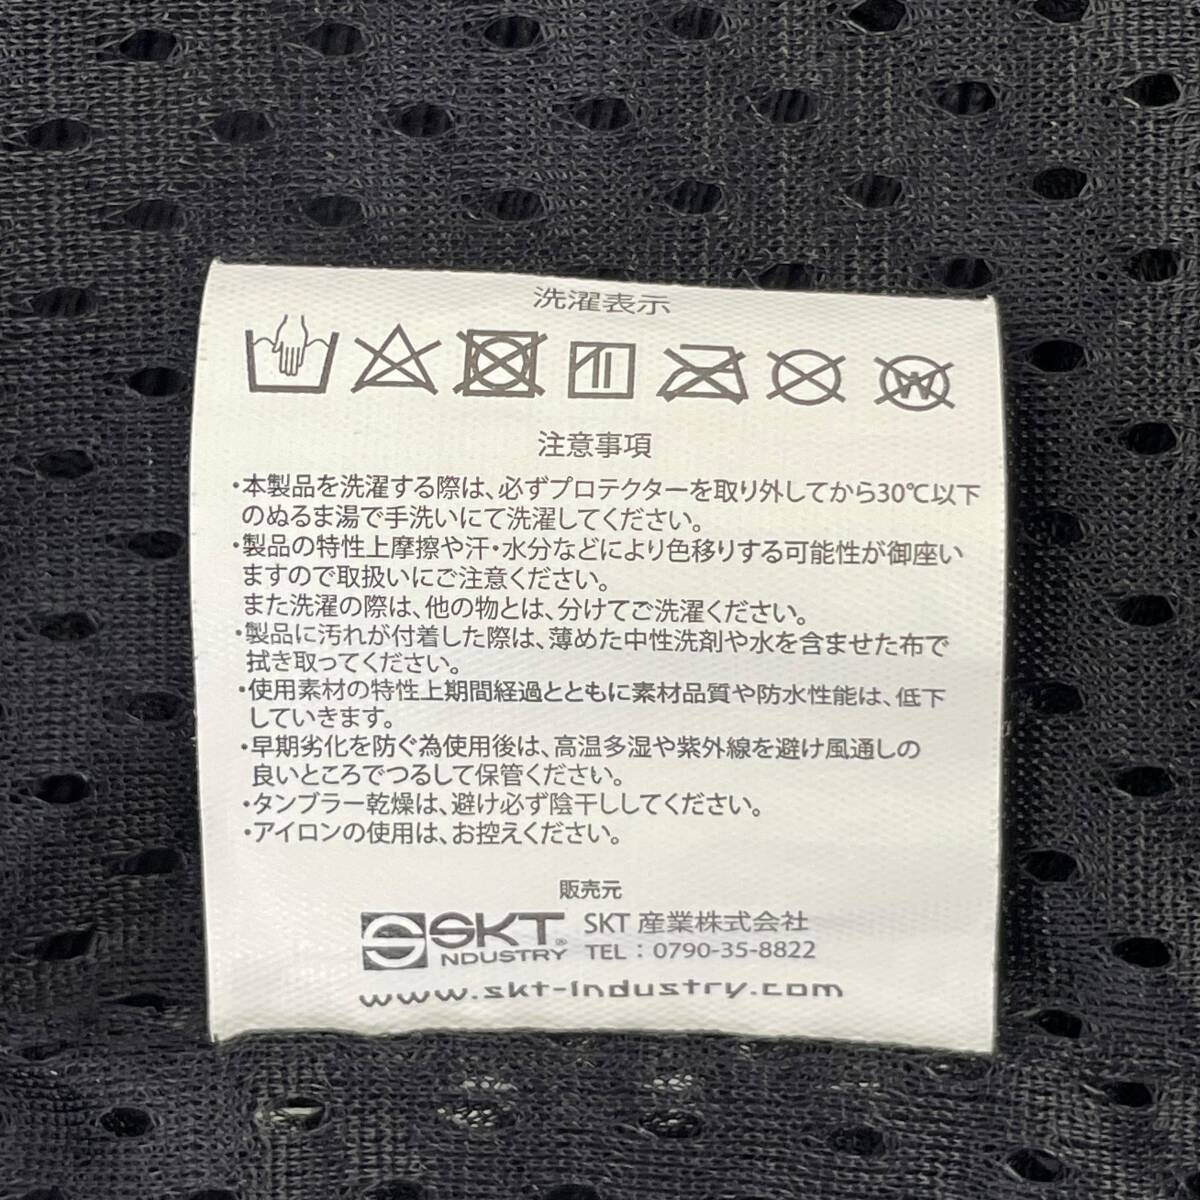 洗濯表示
W
注意事項
・本製品を洗濯する際は、必ずプロテクターを取り外してから30℃以下
のぬるま湯で手洗いにて洗濯してください。
・製品の特性上摩擦や汗・水分などにより色移りする可能性が御座い
ますので取扱いにご注意ください。
また洗濯の際は、他の物とは、分けてご洗濯ください。
・製品に汚れが付着した際は、薄めた中性洗剤や水を含ませた布で
拭き取ってください。
・使用素材の特性上期間経過とともに素材品質や防水性能は、低下
していきます。
・早期劣化を防ぐ為使用後は、高温多湿や紫外線を避け風通しの
良いところでつるして保管ください。
・タンブラー乾燥は、避け必ず陰干ししてください。
・アイロンの使用は、お控えください。
販売元
SKT NDUSTRY® SKT 産業株式会社
TEL：0790-35-8822
www.skt-industry.com